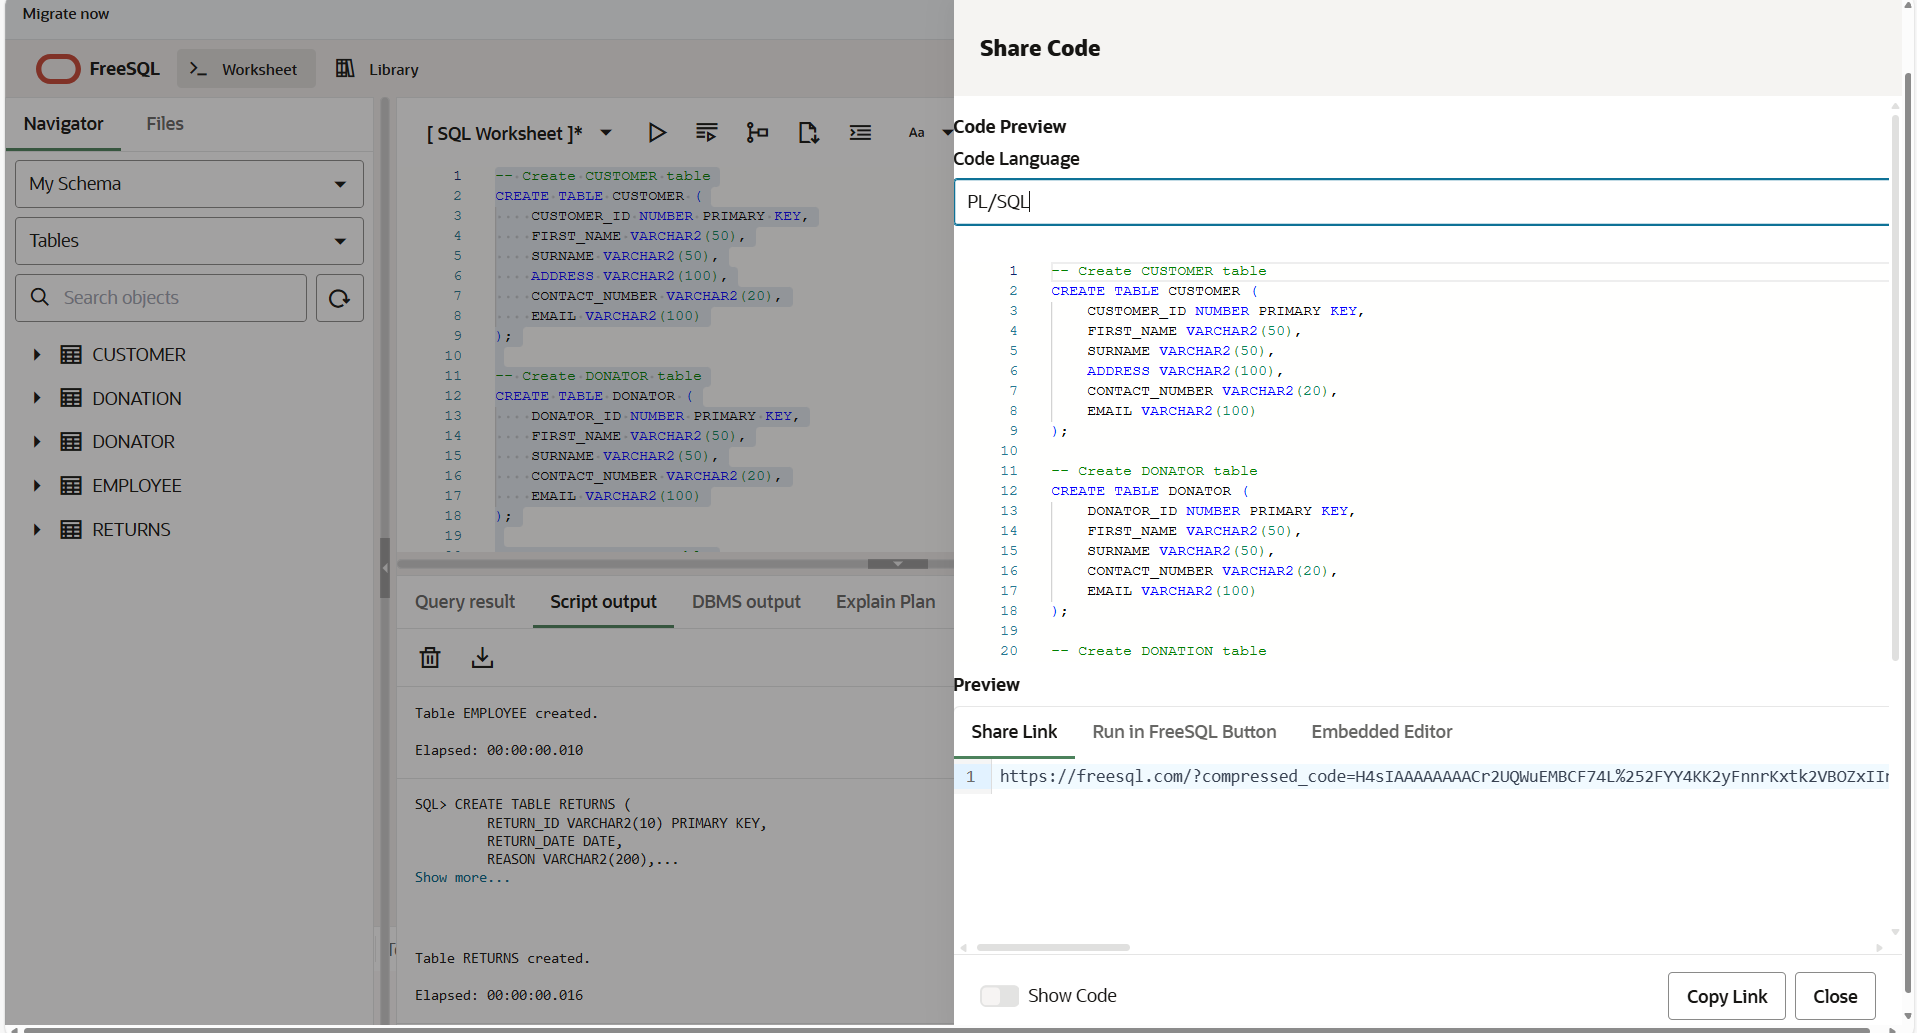 Migrate now
FreeSQL
Worksheet
Library
Navigator
Files
My Schema
Tables
Search objects
CUSTOMER
DONATION
DONATOR
EMPLOYEE
RETURNS
[ SQL Worksheet ]*
Aa
1 -- Create CUSTOMER table
2 CREATE TABLE CUSTOMER (
3 CUSTOMER_ID NUMBER PRIMARY KEY,
4 FIRST_NAME VARCHAR2(50),
5 SURNAME VARCHAR2(50),
6 ADDRESS VARCHAR2(100),
7 CONTACT_NUMBER VARCHAR2(20),
8 EMAIL VARCHAR2(100)
9 );
10
11 -- Create DONATOR table
12 CREATE TABLE DONATOR (
13 DONATOR_ID NUMBER PRIMARY KEY,
14 FIRST_NAME VARCHAR2(50),
15 SURNAME VARCHAR2(50),
16 CONTACT_NUMBER VARCHAR2(20),
17 EMAIL VARCHAR2(100)
18 );
19
Query result
Script output
DBMS output
Explain Plan
Table EMPLOYEE created.
Elapsed: 00:00:00.010
SQL> CREATE TABLE RETURNS (
RETURN_ID VARCHAR2(10) PRIMARY KEY,
RETURN_DATE DATE,
REASON VARCHAR2(200),...
Show more...
Table RETURNS created.
Elapsed: 00:00:00.016
Share Code
Code Preview
Code Language
PL/SQL
1 -- Create CUSTOMER table
2 CREATE TABLE CUSTOMER (
3 CUSTOMER_ID NUMBER PRIMARY KEY,
4 FIRST_NAME VARCHAR2(50),
5 SURNAME VARCHAR2(50),
6 ADDRESS VARCHAR2(100),
7 CONTACT_NUMBER VARCHAR2(20),
8 EMAIL VARCHAR2(100)
9 );
10
11 -- Create DONATOR table
12 CREATE TABLE DONATOR (
13 DONATOR_ID NUMBER PRIMARY KEY,
14 FIRST_NAME VARCHAR2(50),
15 SURNAME VARCHAR2(50),
16 CONTACT_NUMBER VARCHAR2(20),
17 EMAIL VARCHAR2(100)
18 );
19
20 -- Create DONATION table
Preview
Share Link
Run in FreeSQL Button
Embedded Editor
1 https://freesql.com/?compressed_code=H4sIAAAAAAAACr2UQWuEMBCF74L%252FYY4KK2yFnnrKxtk2VBOZxII
Show Code
Copy Link
Close